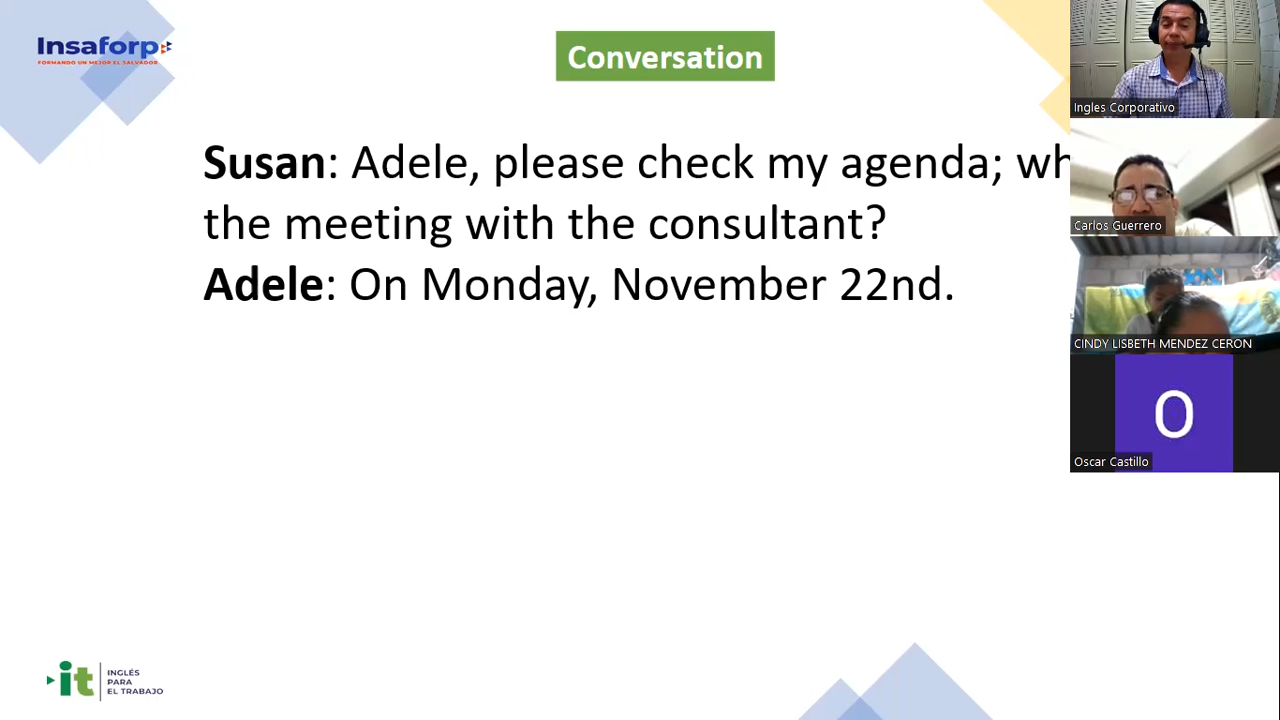 Insaforp
FORMANDO UN MEJOR EL SALVADOR
Conversation
Susan: Adele, please check my agenda; wh
the meeting with the consultant?
Adele: On Monday, November 22nd.
Ingles Corporativo
Carlos Guerrero
CINDY LISBETH MENDEZ CERON
O
Oscar Castillo
it
INGLÉS
PARA
EL TRABAJO